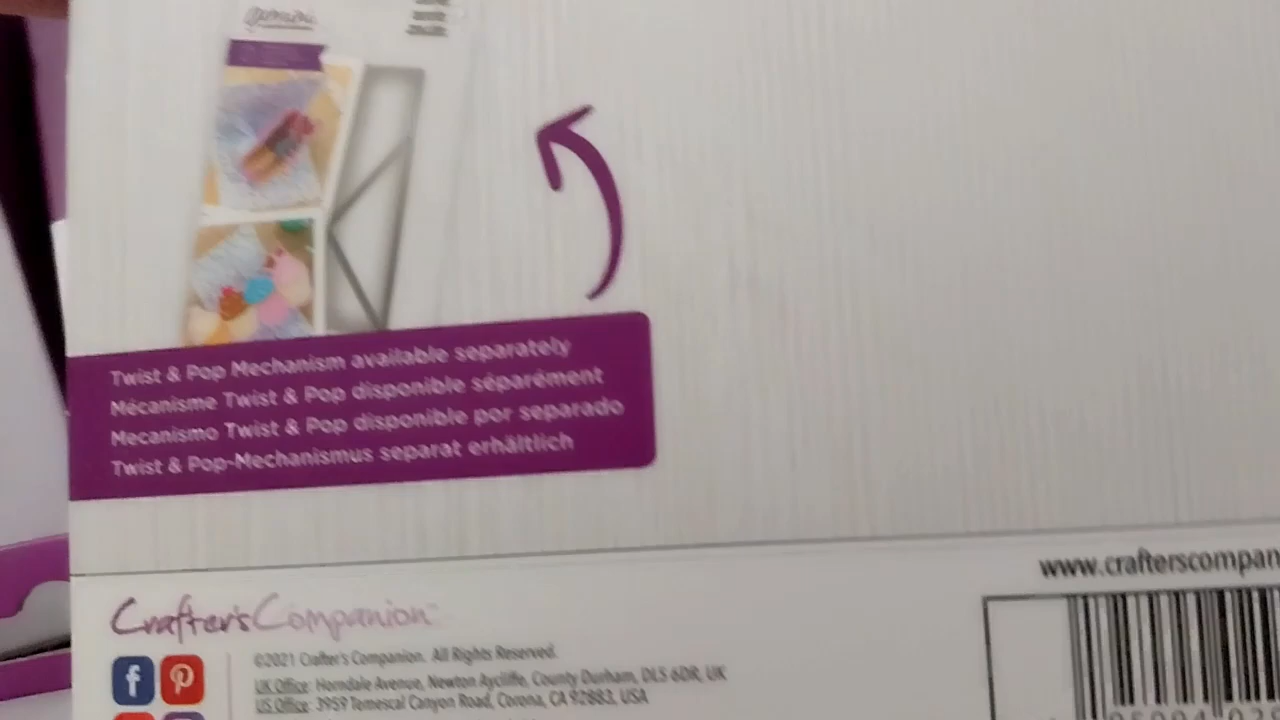 Gemini
Twist & Pop Mechanism available separately
Mécanisme Twist & Pop disponible séparément
Mecanismo Twist & Pop disponible por separado
Twist & Pop-Mechanismus separat erhältlich
www.crafterscompan
Crafter's Companion
©2021 Crafter's Companion. All Rights Reserved.
UK Office: Horndale Avenue, Newton Aycliffe, County Durham, DL5 6DR, UK
US Office: 3959 Temescal Canyon Road, Corona, CA 92883, USA